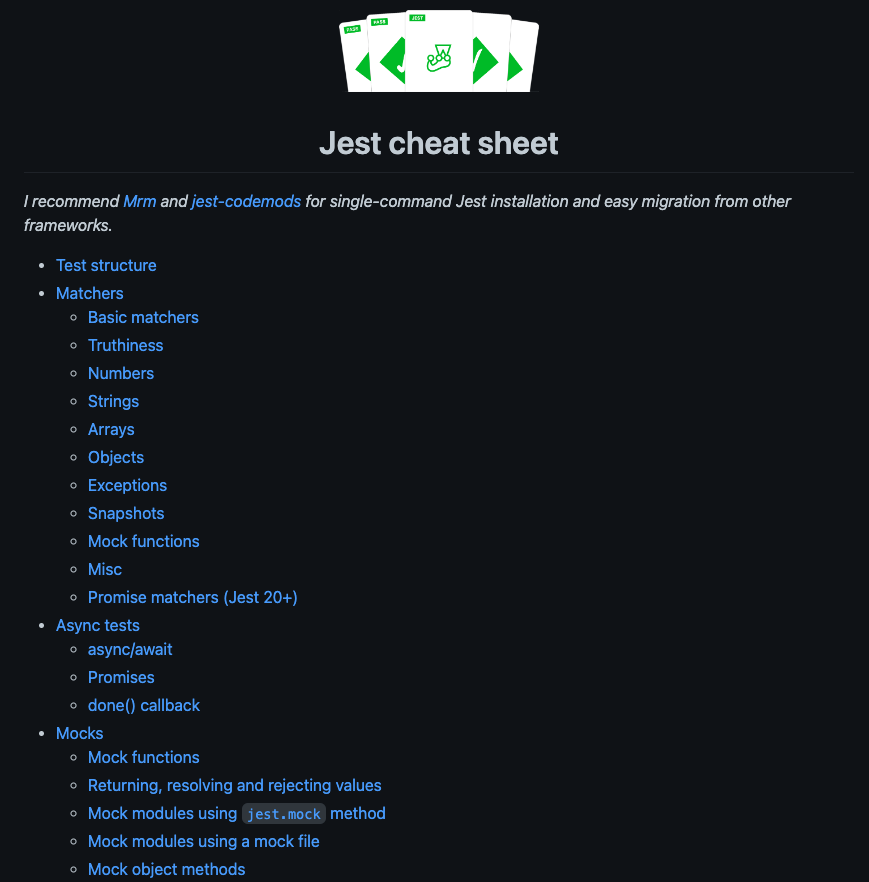 PASS
PASS
JEST
Jest cheat sheet
I recommend Mrm and jest-codemods for single-command Jest installation and easy migration from other
frameworks.
Test structure
Matchers
Basic matchers
Truthiness
Numbers
Strings
Arrays
Objects
Exceptions
Snapshots
Mock functions
Misc
Promise matchers (Jest 20+)
Async tests
async/await
Promises
done() callback
Mocks
Mock functions
Returning, resolving and rejecting values
Mock modules using jest.mock method
Mock modules using a mock file
Mock object methods